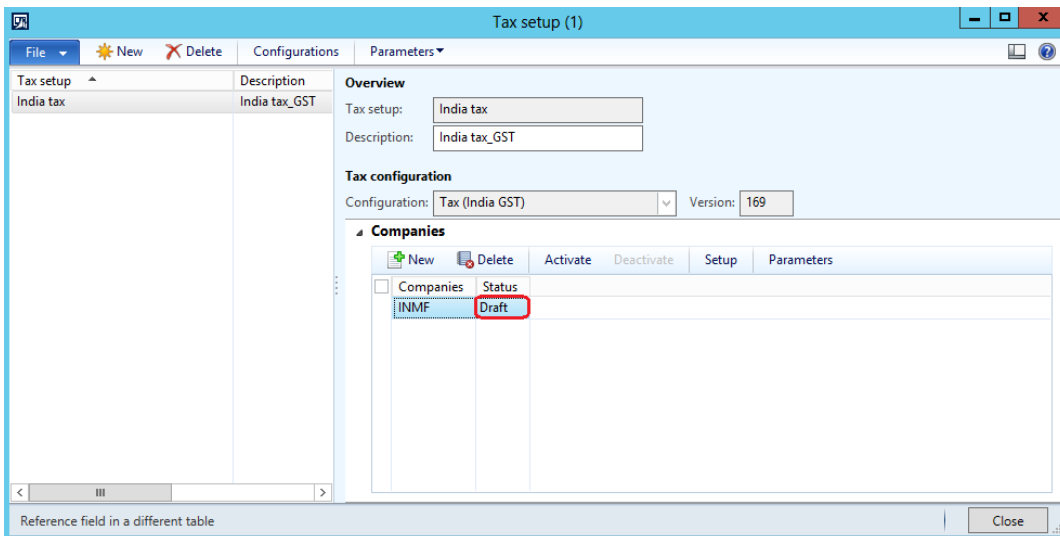 Tax setup (1)
File New Delete Configurations Parameters
Tax setup Description
India tax India tax_GST
Overview
Tax setup: India tax
Description: India tax_GST
Tax configuration
Configuration: Tax (India GST) Version: 169
Companies
New Delete Activate Deactivate Setup Parameters
Companies Status
INMF Draft
Reference field in a different table Close